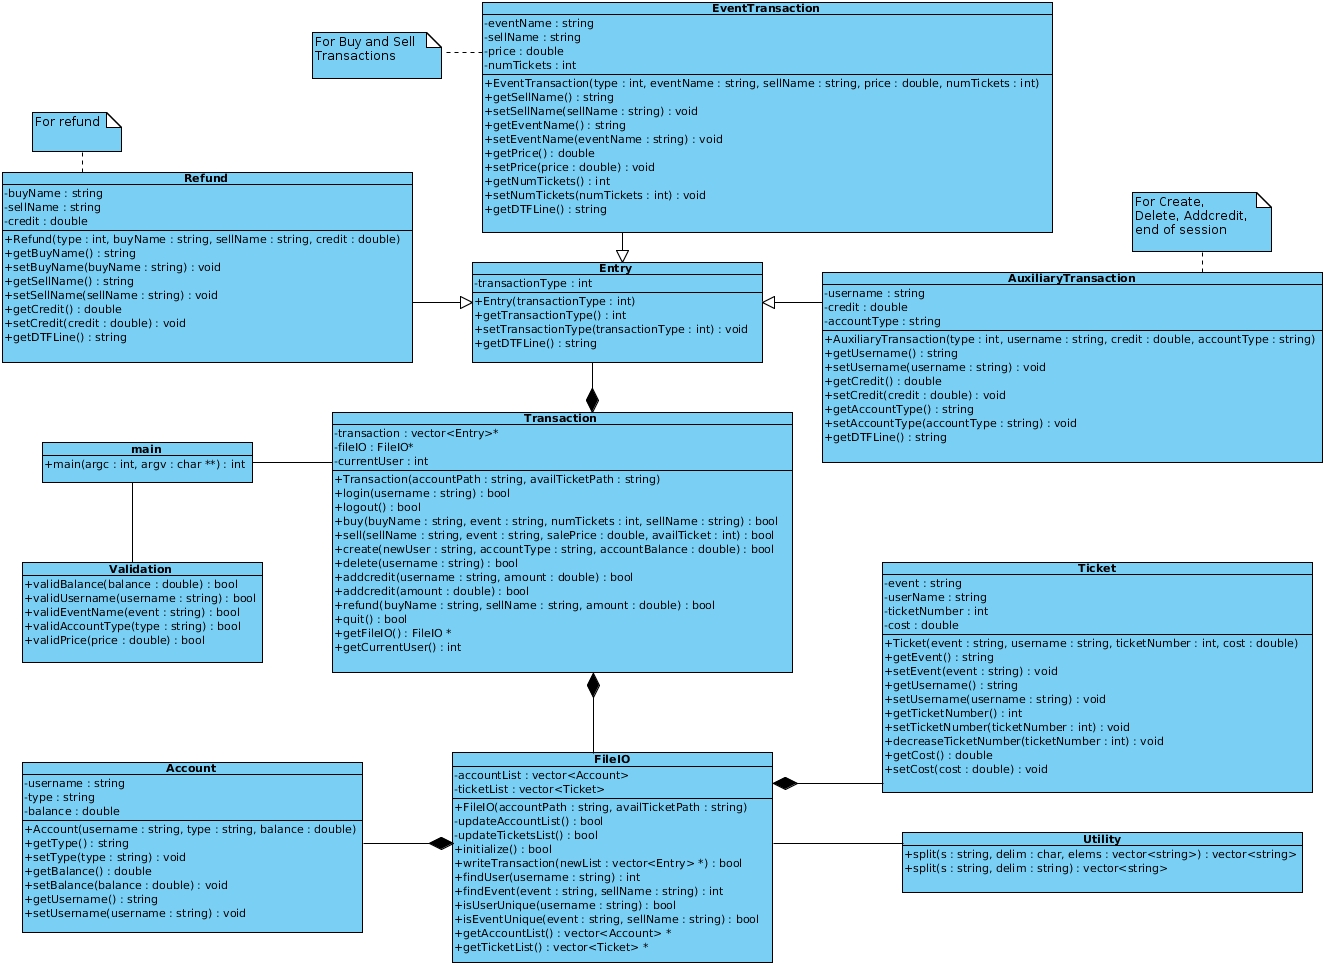 EventTransaction
-eventName : string
-sellName : string
-price : double
-numTickets : int
+EventTransaction(type : int, eventName : string, sellName : string, price : double, numTickets : int)
+getSellName() : string
+setSellName(sellName : string) : void
+getEventName() : string
+setEventName(eventName : string) : void
+getPrice() : double
+setPrice(price : double) : void
+getNumTickets() : int
+setNumTickets(numTickets : int) : void
+getDTFLine() : string
For Buy and Sell
Transactions
For refund
Refund
-buyName : string
-sellName : string
-credit : double
+Refund(type : int, buyName : string, sellName : string, credit : double)
+getBuyName() : string
+setBuyName(buyName : string) : void
+getSellName() : string
+setSellName(sellName : string) : void
+getCredit() : double
+setCredit(credit : double) : void
+getDTFLine() : string
Entry
-transactionType : int
+Entry(transactionType : int)
+getTransactionType() : int
+setTransactionType(transactionType : int) : void
+getDTFLine() : string
For Create,
Delete, Addcredit,
end of session
AuxiliaryTransaction
-username : string
-credit : double
-accountType : string
+AuxiliaryTransaction(type : int, username : string, credit : double, accountType : string)
+getUsername() : string
+setUsername(username : string) : void
+getCredit() : double
+setCredit(credit : double) : void
+getAccountType() : string
+setAccountType(accountType : string) : void
+getDTFLine() : string
main
+main(argc : int, argv : char **) : int
Transaction
-transaction : vector<Entry>*
-fileIO : FileIO*
-currentUser : int
+Transaction(accountPath : string, availTicketPath : string)
+login(username : string) : bool
+logout() : bool
+buy(buyName : string, event : string, numTickets : int, sellName : string) : bool
+sell(sellName : string, event : string, salePrice : double, availTicket : int) : bool
+create(newUser : string, accountType : string, accountBalance : double) : bool
+delete(username : string) : bool
+addcredit(username : string, amount : double) : bool
+addcredit(amount : double) : bool
+refund(buyName : string, sellName : string, amount : double) : bool
+quit() : bool
+getFileIO() : FileIO *
+getCurrentUser() : int
Validation
+validBalance(balance : double) : bool
+validUsername(username : string) : bool
+validEventName(event : string) : bool
+validAccountType(type : string) : bool
+validPrice(price : double) : bool
Ticket
-event : string
-userName : string
-ticketNumber : int
-cost : double
+Ticket(event : string, username : string, ticketNumber : int, cost : double)
+getEvent() : string
+setEvent(event : string) : void
+getUsername() : string
+setUsername(username : string) : void
+getTicketNumber() : int
+setTicketNumber(ticketNumber : int) : void
+decreaseTicketNumber(ticketNumber : int) : void
+getCost() : double
+setCost(cost : double) : void
Account
-username : string
-type : string
-balance : double
+Account(username : string, type : string, balance : double)
+getType() : string
+setType(type : string) : void
+getBalance() : double
+setBalance(balance : double) : void
+getUsername() : string
+setUsername(username : string) : void
FileIO
-accountList : vector<Account>
-ticketList : vector<Ticket>
+FileIO(accountPath : string, availTicketPath : string)
-updateAccountList() : bool
-updateTicketsList() : bool
+initialize() : bool
+writeTransaction(newList : vector<Entry> *) : bool
+findUser(username : string) : int
+findEvent(event : string, sellName : string) : int
+isUserUnique(username : string) : bool
+isEventUnique(event : string, sellName : string) : bool
+getAccountList() : vector<Account> *
+getTicketList() : vector<Ticket> *
Utility
+split(s : string, delim : char, elems : vector<string>) : vector<string>
+split(s : string, delim : string) : vector<string>